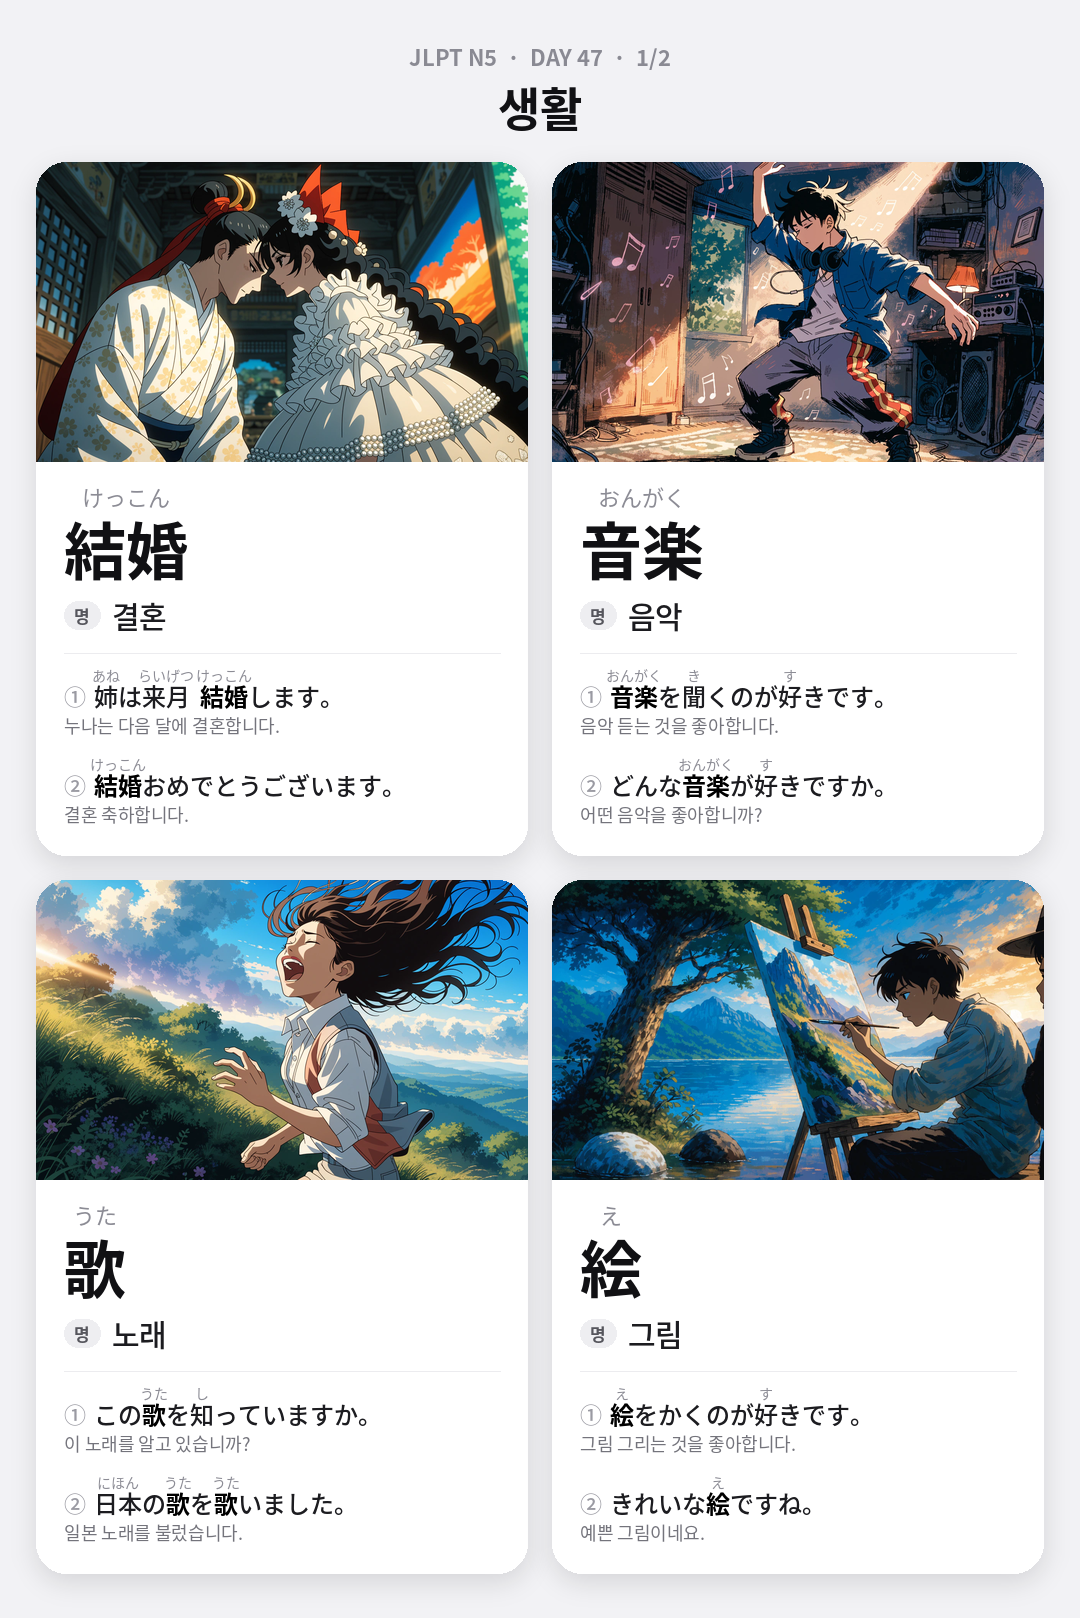 JLPT N5 · DAY 47 · 1/2
생활
けっこん
結婚
명 결혼
あね らいげつ けっこん
① 姉は来月 結婚します。
누나는 다음 달에 결혼합니다.
けっこん
② 結婚おめでとうございます。
결혼 축하합니다.
おんがく
音楽
명 음악
おんがく き す
① 音楽を聞くのが好きです。
음악 듣는 것을 좋아합니다.
おんがく す
② どんな音楽が好きですか。
어떤 음악을 좋아합니까?
うた
歌
명 노래
うた し
① この歌を知っていますか。
이 노래를 알고 있습니까?
にほん うた うた
② 日本の歌を歌いました。
일본 노래를 불렀습니다.
え
絵
명 그림
え す
① 絵をかくのが好きです。
그림 그리는 것을 좋아합니다.
え
② きれいな絵ですね。
예쁜 그림이네요.